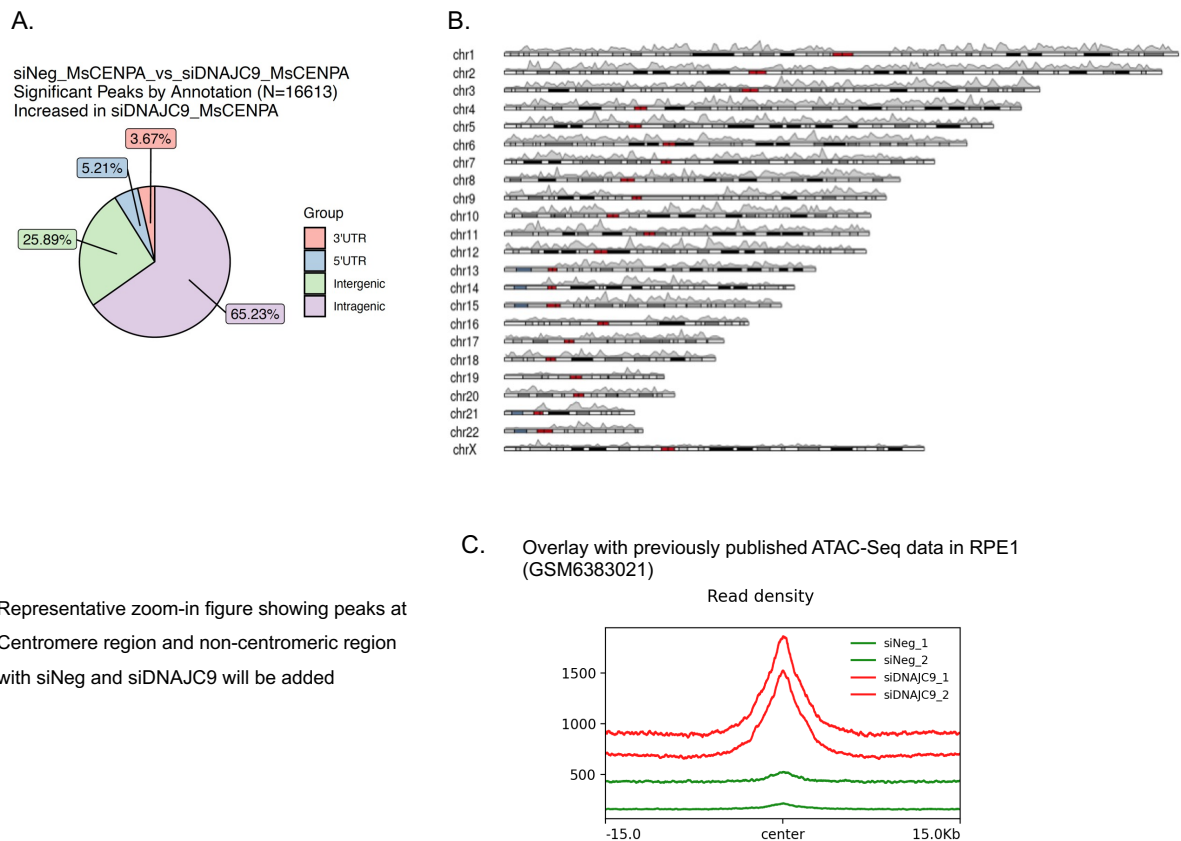 A.
siNeg_MsCENPA_vs_siDNAJC9_MsCENPA
Significant Peaks by Annotation (N=16613)
Increased in siDNAJC9_MsCENPA
3.67%
5.21%
25.89%
65.23%
Group
3'UTR
5'UTR
Intergenic
Intragenic
B.
chr1
chr2
chr3
chr4
chr5
chr6
chr7
chr8
chr9
chr10
chr11
chr12
chr13
chr14
chr15
chr16
chr17
chr18
chr19
chr20
chr21
chr22
chrX
Representative zoom-in figure showing peaks at
Centromere region and non-centromeric region
with siNeg and siDNAJC9 will be added
C.
Overlay with previously published ATAC-Seq data in RPE1
(GSM6383021)
Read density
siNeg_1
siNeg_2
siDNAJC9_1
siDNAJC9_2
1500
1000
500
-15.0
center
15.0Kb